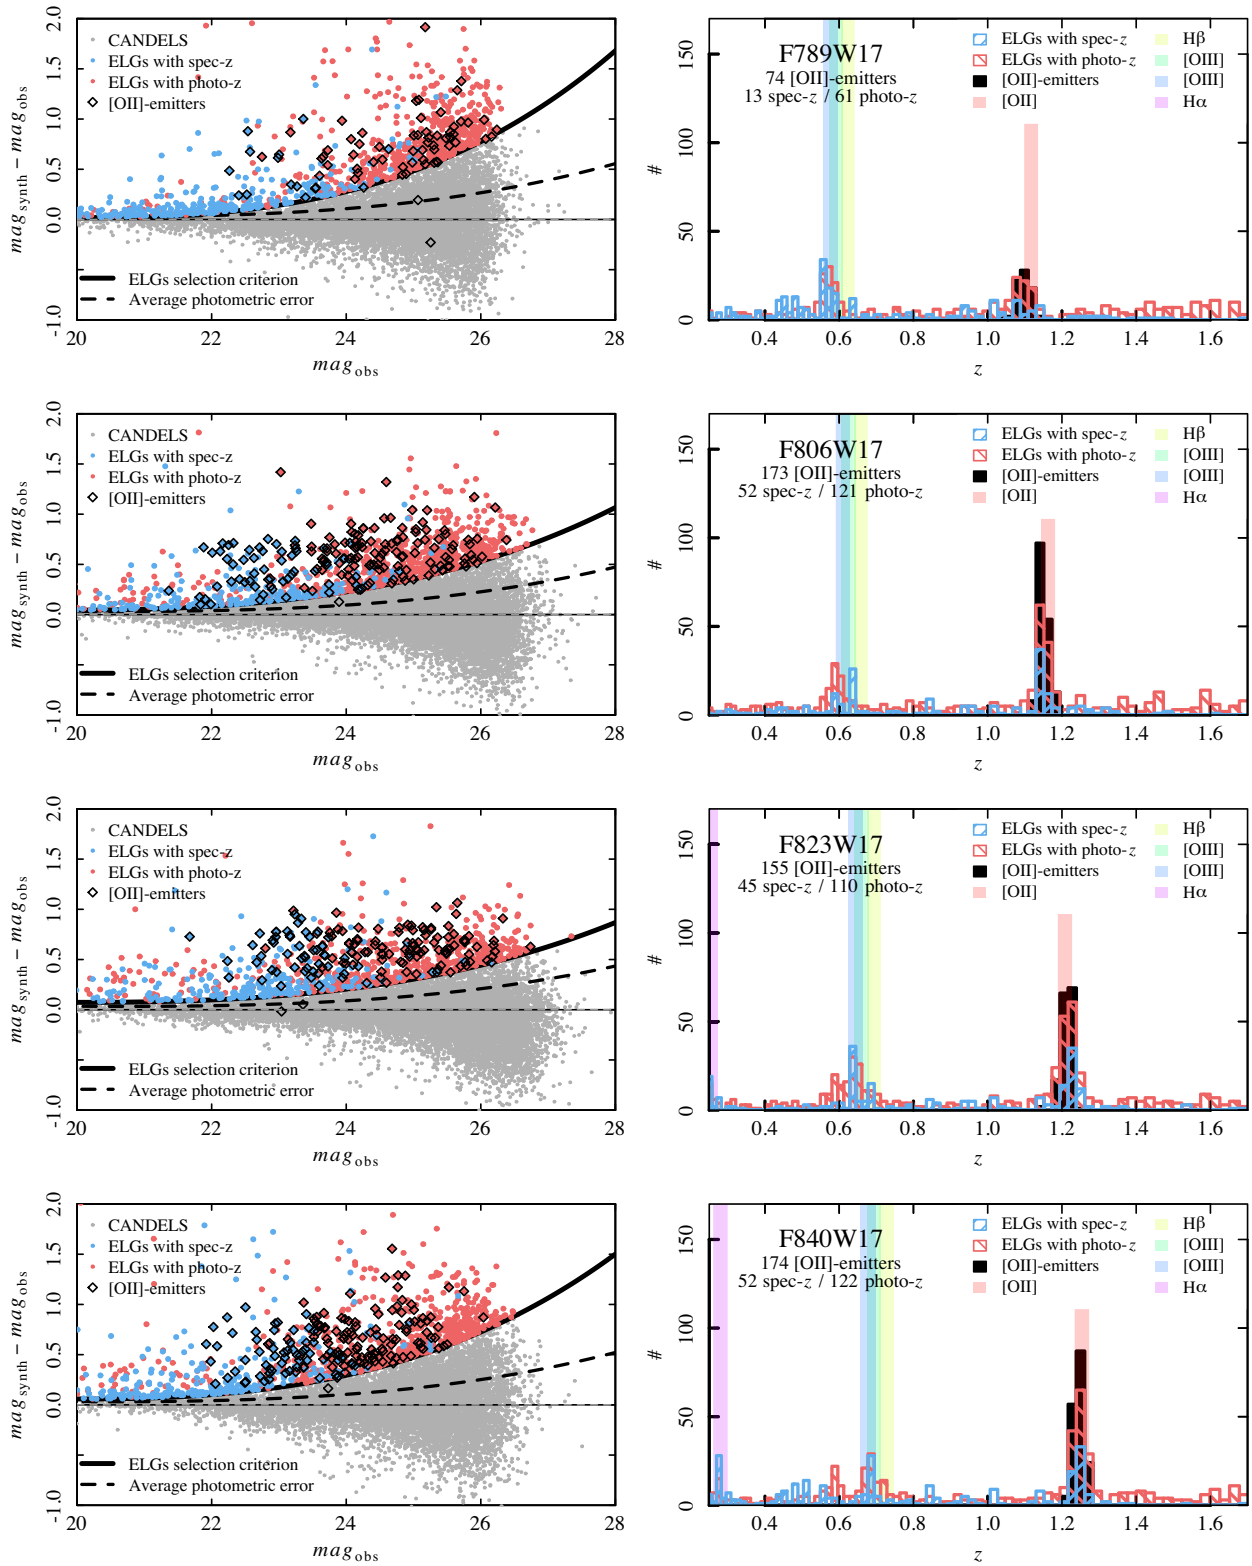 2.0
1.5
1.0
0.5
0.0
-1.0
mag synth − mag obs
CANDELS
ELGs with spec-z
ELGs with photo-z
[OII]-emitters
ELGs selection criterion
Average photometric error
20 22 24 26 28
mag obs
150
100
50
0
#
F789W17
74 [OII]-emitters
13 spec-z / 61 photo-z
ELGs with spec-z
ELGs with photo-z
[OII]-emitters
[OII]
Hβ
[OIII]
[OIII]
Hα
0.4 0.6 0.8 1.0 1.2 1.4 1.6
z
2.0
1.5
1.0
0.5
0.0
-1.0
mag synth − mag obs
CANDELS
ELGs with spec-z
ELGs with photo-z
[OII]-emitters
ELGs selection criterion
Average photometric error
20 22 24 26 28
mag obs
150
100
50
0
#
F806W17
173 [OII]-emitters
52 spec-z / 121 photo-z
ELGs with spec-z
ELGs with photo-z
[OII]-emitters
[OII]
Hβ
[OIII]
[OIII]
Hα
0.4 0.6 0.8 1.0 1.2 1.4 1.6
z
2.0
1.5
1.0
0.5
0.0
-1.0
mag synth − mag obs
CANDELS
ELGs with spec-z
ELGs with photo-z
[OII]-emitters
ELGs selection criterion
Average photometric error
20 22 24 26 28
mag obs
150
100
50
0
#
F823W17
155 [OII]-emitters
45 spec-z / 110 photo-z
ELGs with spec-z
ELGs with photo-z
[OII]-emitters
[OII]
Hβ
[OIII]
[OIII]
Hα
0.4 0.6 0.8 1.0 1.2 1.4 1.6
z
2.0
1.5
1.0
0.5
0.0
-1.0
mag synth − mag obs
CANDELS
ELGs with spec-z
ELGs with photo-z
[OII]-emitters
ELGs selection criterion
Average photometric error
20 22 24 26 28
mag obs
150
100
50
0
#
F840W17
174 [OII]-emitters
52 spec-z / 122 photo-z
ELGs with spec-z
ELGs with photo-z
[OII]-emitters
[OII]
Hβ
[OIII]
[OIII]
Hα
0.4 0.6 0.8 1.0 1.2 1.4 1.6
z